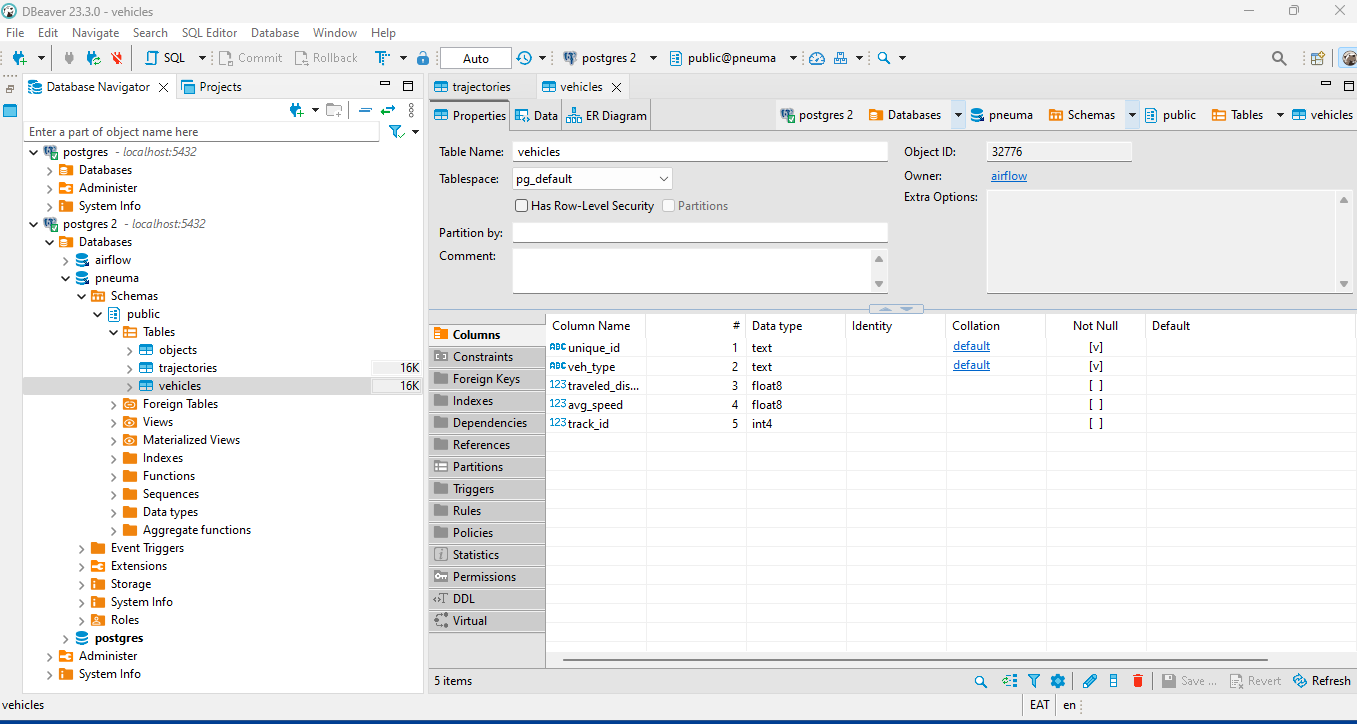 DBeaver 23.3.0 - vehicles
File Edit Navigate Search SQL Editor Database Window Help
SQL Commit Rollback Auto postgres 2 public@pneuma
Database Navigator Projects
Enter a part of object name here
postgres - localhost:5432
Databases
Administer
System Info
postgres 2 - localhost:5432
Databases
airflow
pneuma
Schemas
public
Tables
objects
trajectories 16K
vehicles 16K
Foreign Tables
Views
Materialized Views
Indexes
Functions
Sequences
Data types
Aggregate functions
Event Triggers
Extensions
Storage
System Info
Roles
postgres
Administer
System Info
trajectories vehicles
Properties Data ER Diagram postgres 2 Databases pneuma Schemas public Tables vehicles
Table Name: vehicles Object ID: 32776
Tablespace: pg_default Owner: airflow
Extra Options:
Has Row-Level Security Partitions
Partition by:
Comment:
Columns
Constraints
Foreign Keys
Indexes
Dependencies
References
Partitions
Triggers
Rules
Policies
Statistics
Permissions
DDL
Virtual
Column Name # Data type Identity Collation Not Null Default
ABC unique_id 1 text default [v]
ABC veh_type 2 text default [v]
123 traveled_dis... 3 float8 [ ]
123 avg_speed 4 float8 [ ]
123 track_id 5 int4 [ ]
5 items Save ... Revert Refresh
vehicles EAT en